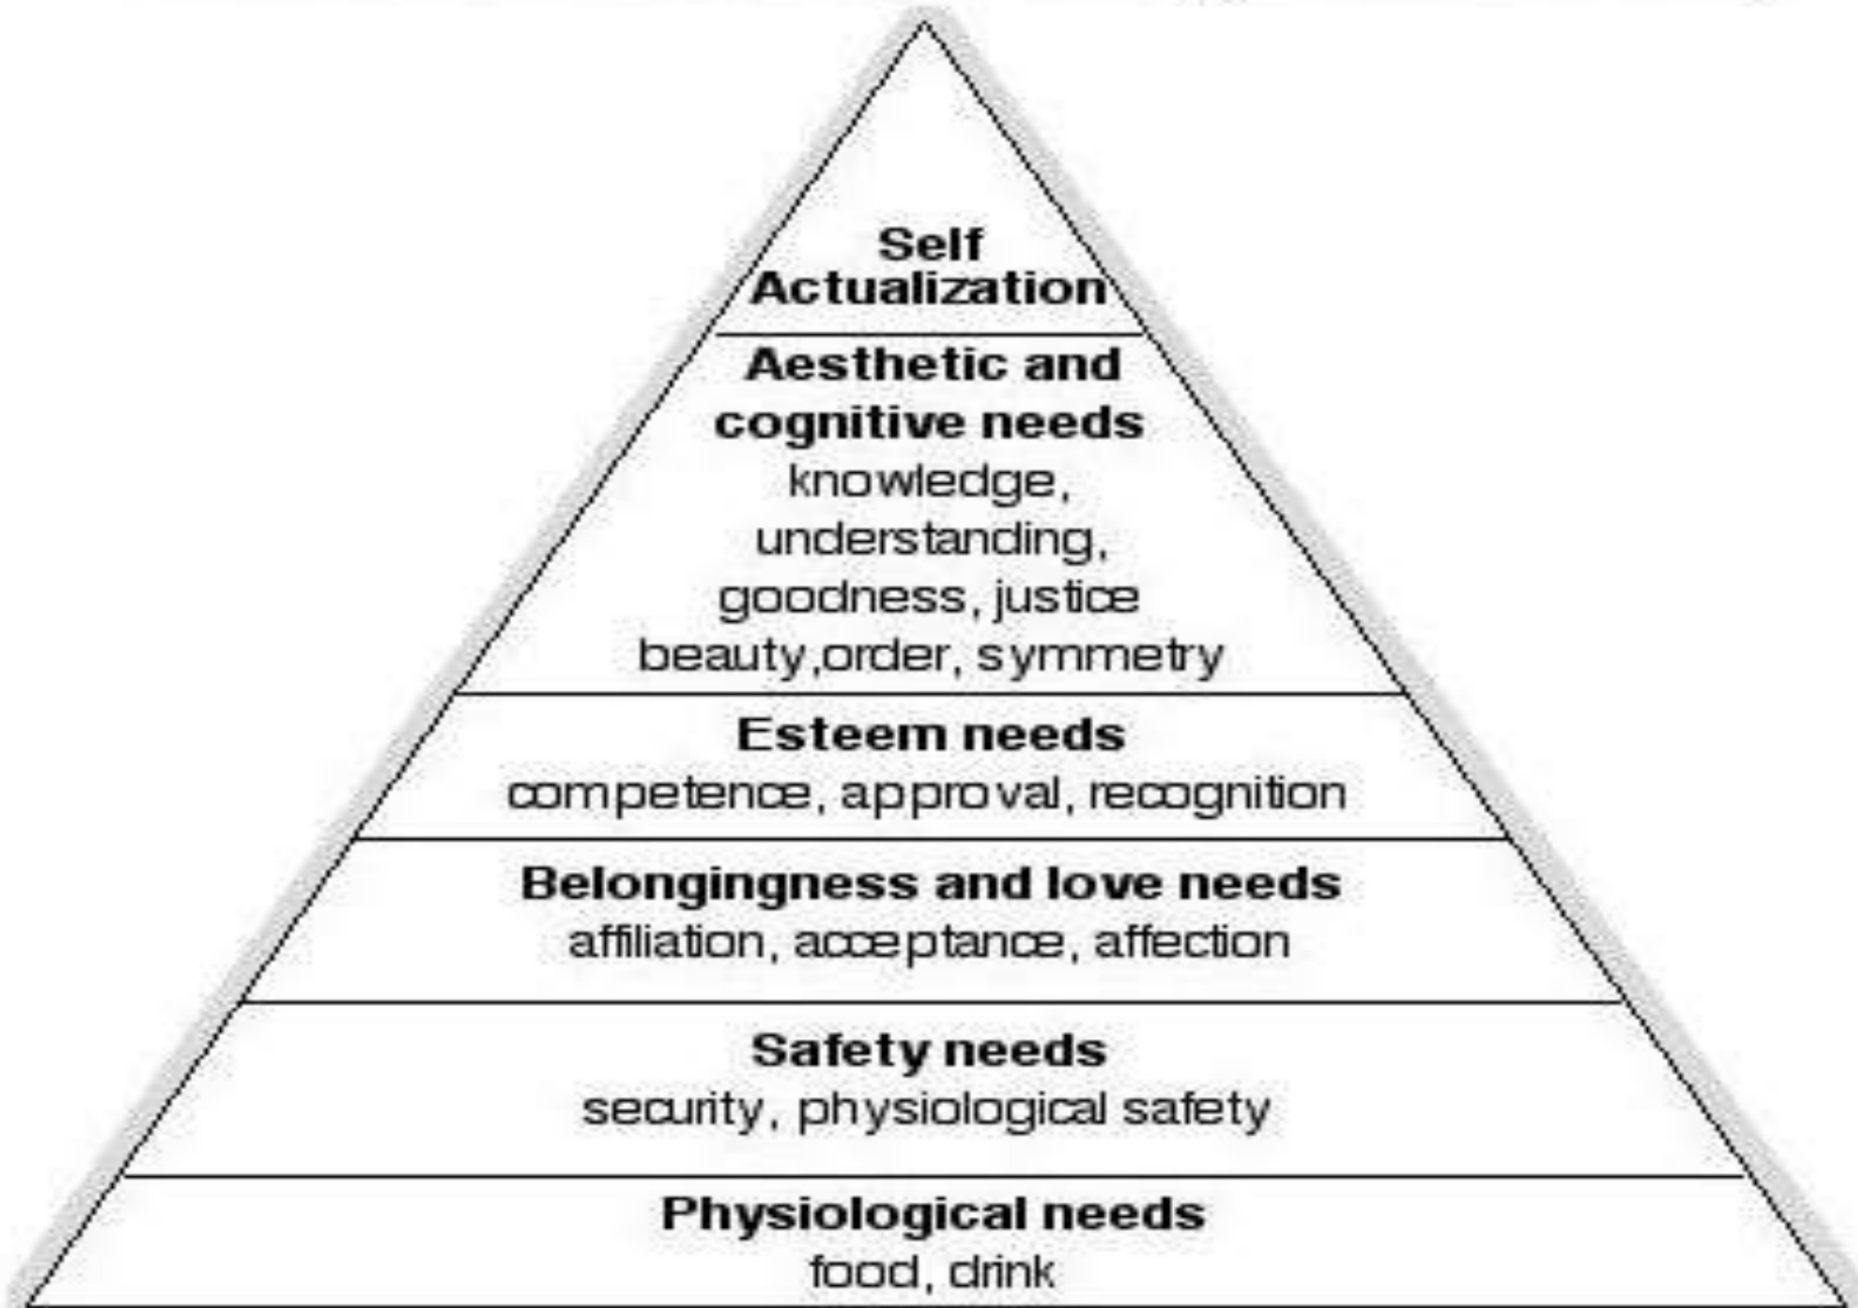 Self
Actualization
Aesthetic and
cognitive needs
knowledge,
understanding,
goodness, justice
beauty,order, symmetry
Esteem needs
competence, approval, recognition
Belongingness and love needs
affiliation, acceptance, affection
Safety needs
security, physiological safety
Physiological needs
food, drink